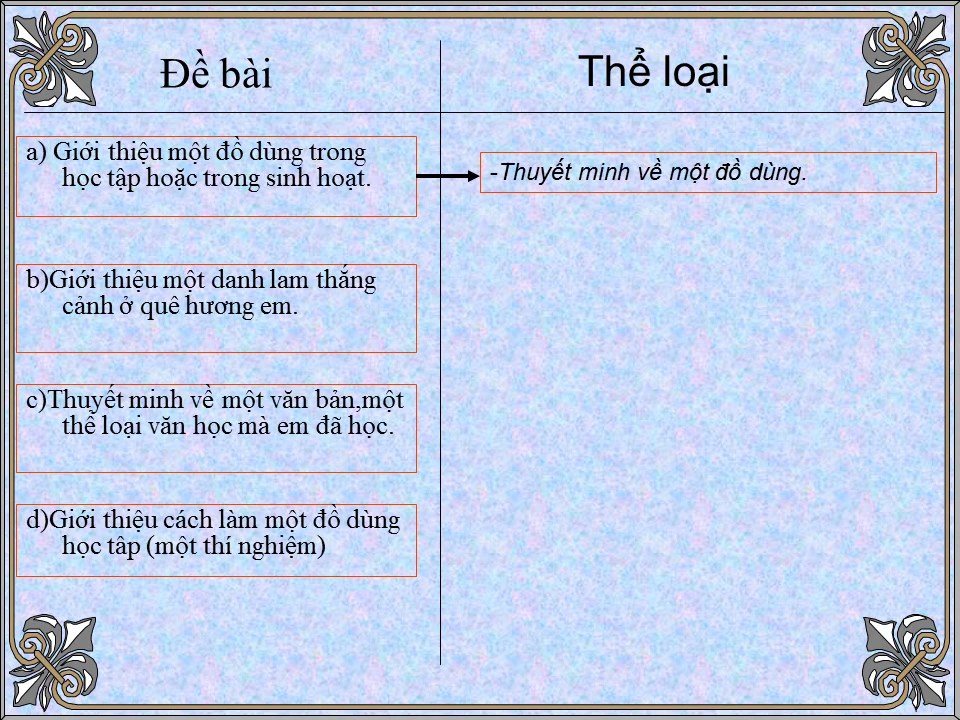 Đề bài
Thể loại
a) Giới thiệu một đồ dùng trong
học tập hoặc trong sinh hoạt.
-Thuyết minh về một đồ dùng.
b)Giới thiệu một danh lam thắng
cảnh ở quê hương em.
c)Thuyết minh về một văn bản,một
thể loại văn học mà em đã học.
d)Giới thiệu cách làm một đồ dùng
học tâp (một thí nghiệm)